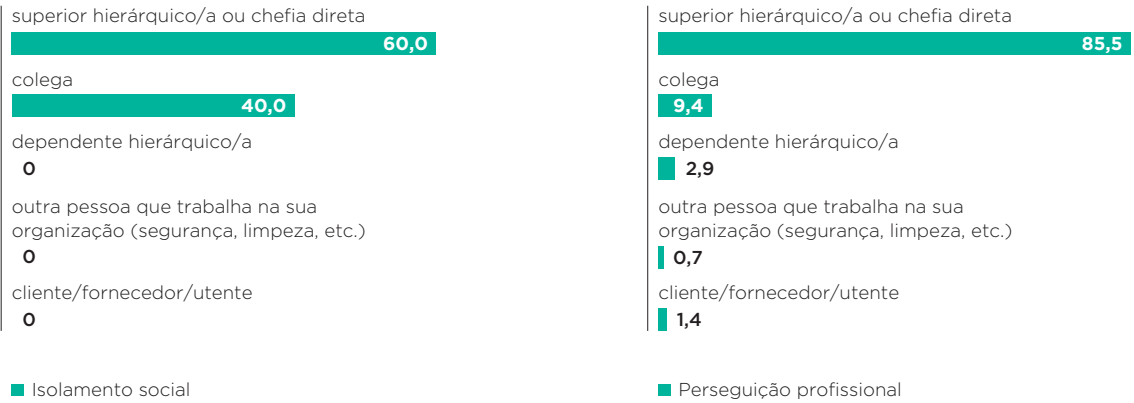 superior hierárquico/a ou chefia direta
60,0
colega
40,0
dependente hierárquico/a
0
outra pessoa que trabalha na sua
organização (segurança, limpeza, etc.)
0
cliente/fornecedor/utente
0
Isolamento social
superior hierárquico/a ou chefia direta
85,5
colega
9,4
dependente hierárquico/a
2,9
outra pessoa que trabalha na sua
organização (segurança, limpeza, etc.)
0,7
cliente/fornecedor/utente
1,4
Perseguição profissional